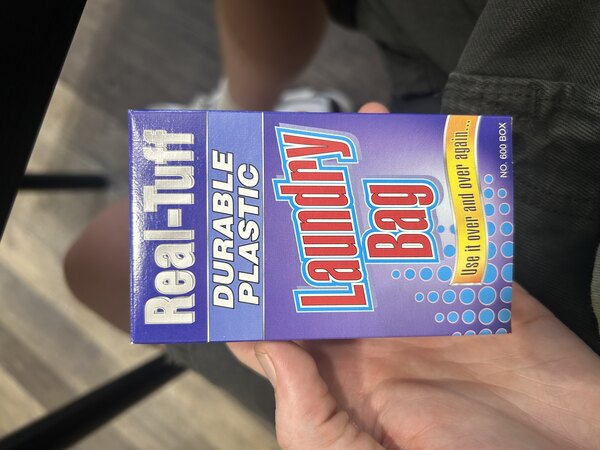 Real-Tuff
DURABLE
PLASTIC
Laundry
Bag
Use it over and over again...
NO. 600 BOX